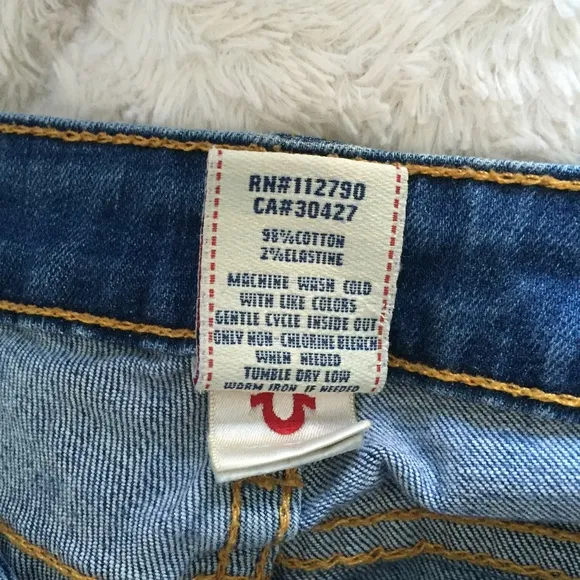 RN#112790
CA#30427
98%COTTON
2%ELASTINE
MACHINE WASH COLD
WITH LIKE COLORS
GENTLE CYCLE INSIDE OUT
ONLY NON-CHLORINE BLEACH
WHEN NEEDED
TUMBLE DRY LOW
WARM IRON IF NEEDED